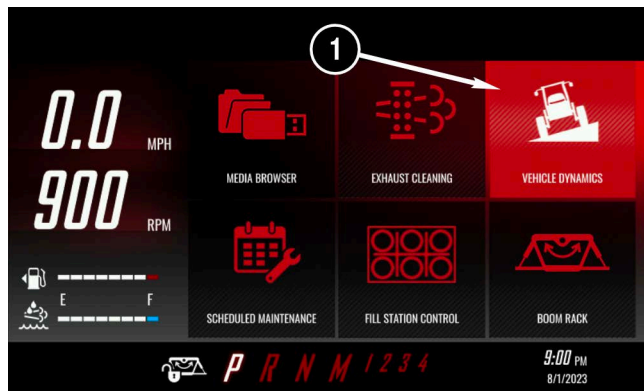 1
0.0 MPH
900 RPM
E F
MEDIA BROWSER
EXHAUST CLEANING
VEHICLE DYNAMICS
SCHEDULED MAINTENANCE
FILL STATION CONTROL
BOOM RACK
P R N M 1 2 3 4
9:00 PM
8/1/2023